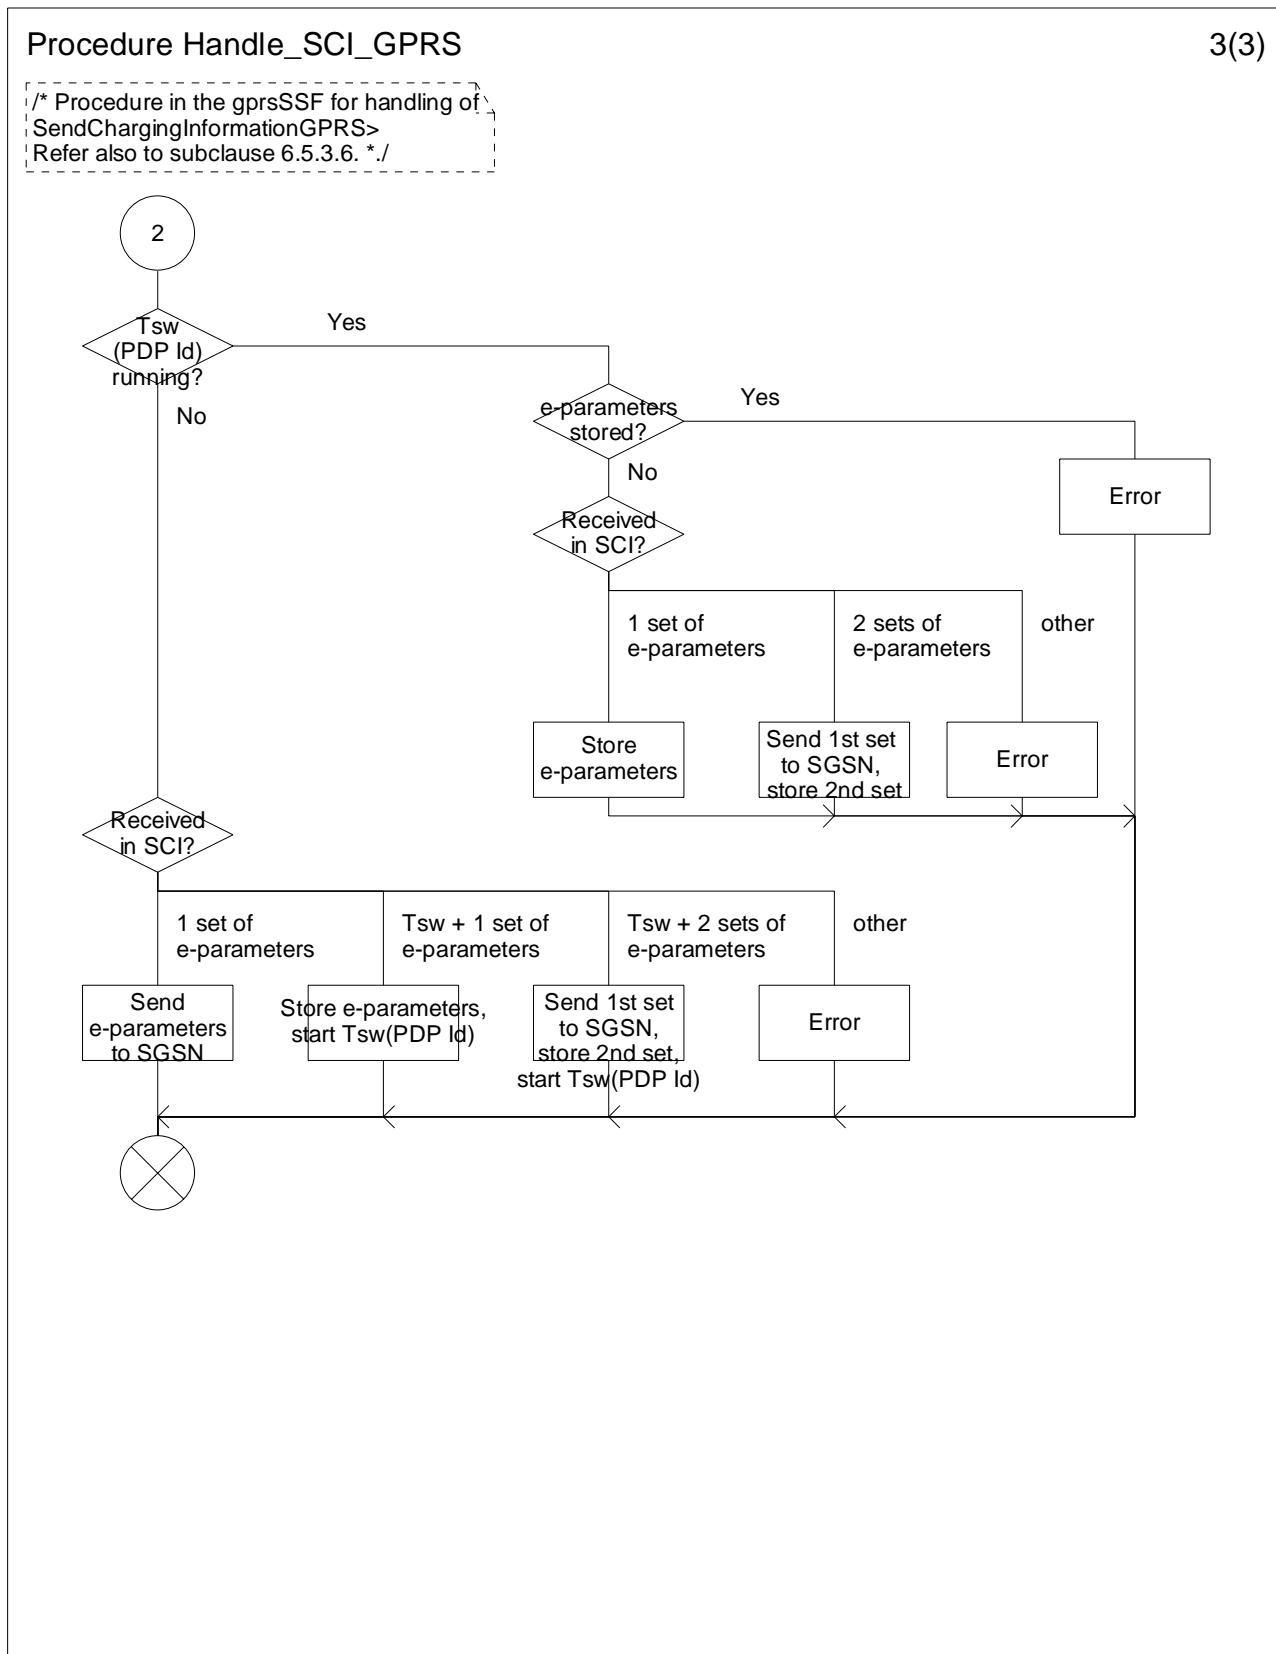 Procedure Handle_SCI_GPRS
3(3)
/* Procedure in the gprsSSF for handling of
SendChargingInformationGPRS>
Refer also to subclause 6.5.3.6. *./
2
Tsw
(PDP Id)
running?
Yes
No
e-parameters
stored?
Yes
No
Error
Received
in SCI?
1 set of
e-parameters
2 sets of
e-parameters
other
Store
e-parameters
Send 1st set
to SGSN,
store 2nd set
Error
Received
in SCI?
1 set of
e-parameters
Tsw + 1 set of
e-parameters
Tsw + 2 sets of
e-parameters
other
Send
e-parameters
to SGSN
Store e-parameters,
start Tsw(PDP Id)
Send 1st set
to SGSN,
store 2nd set,
start Tsw(PDP Id)
Error